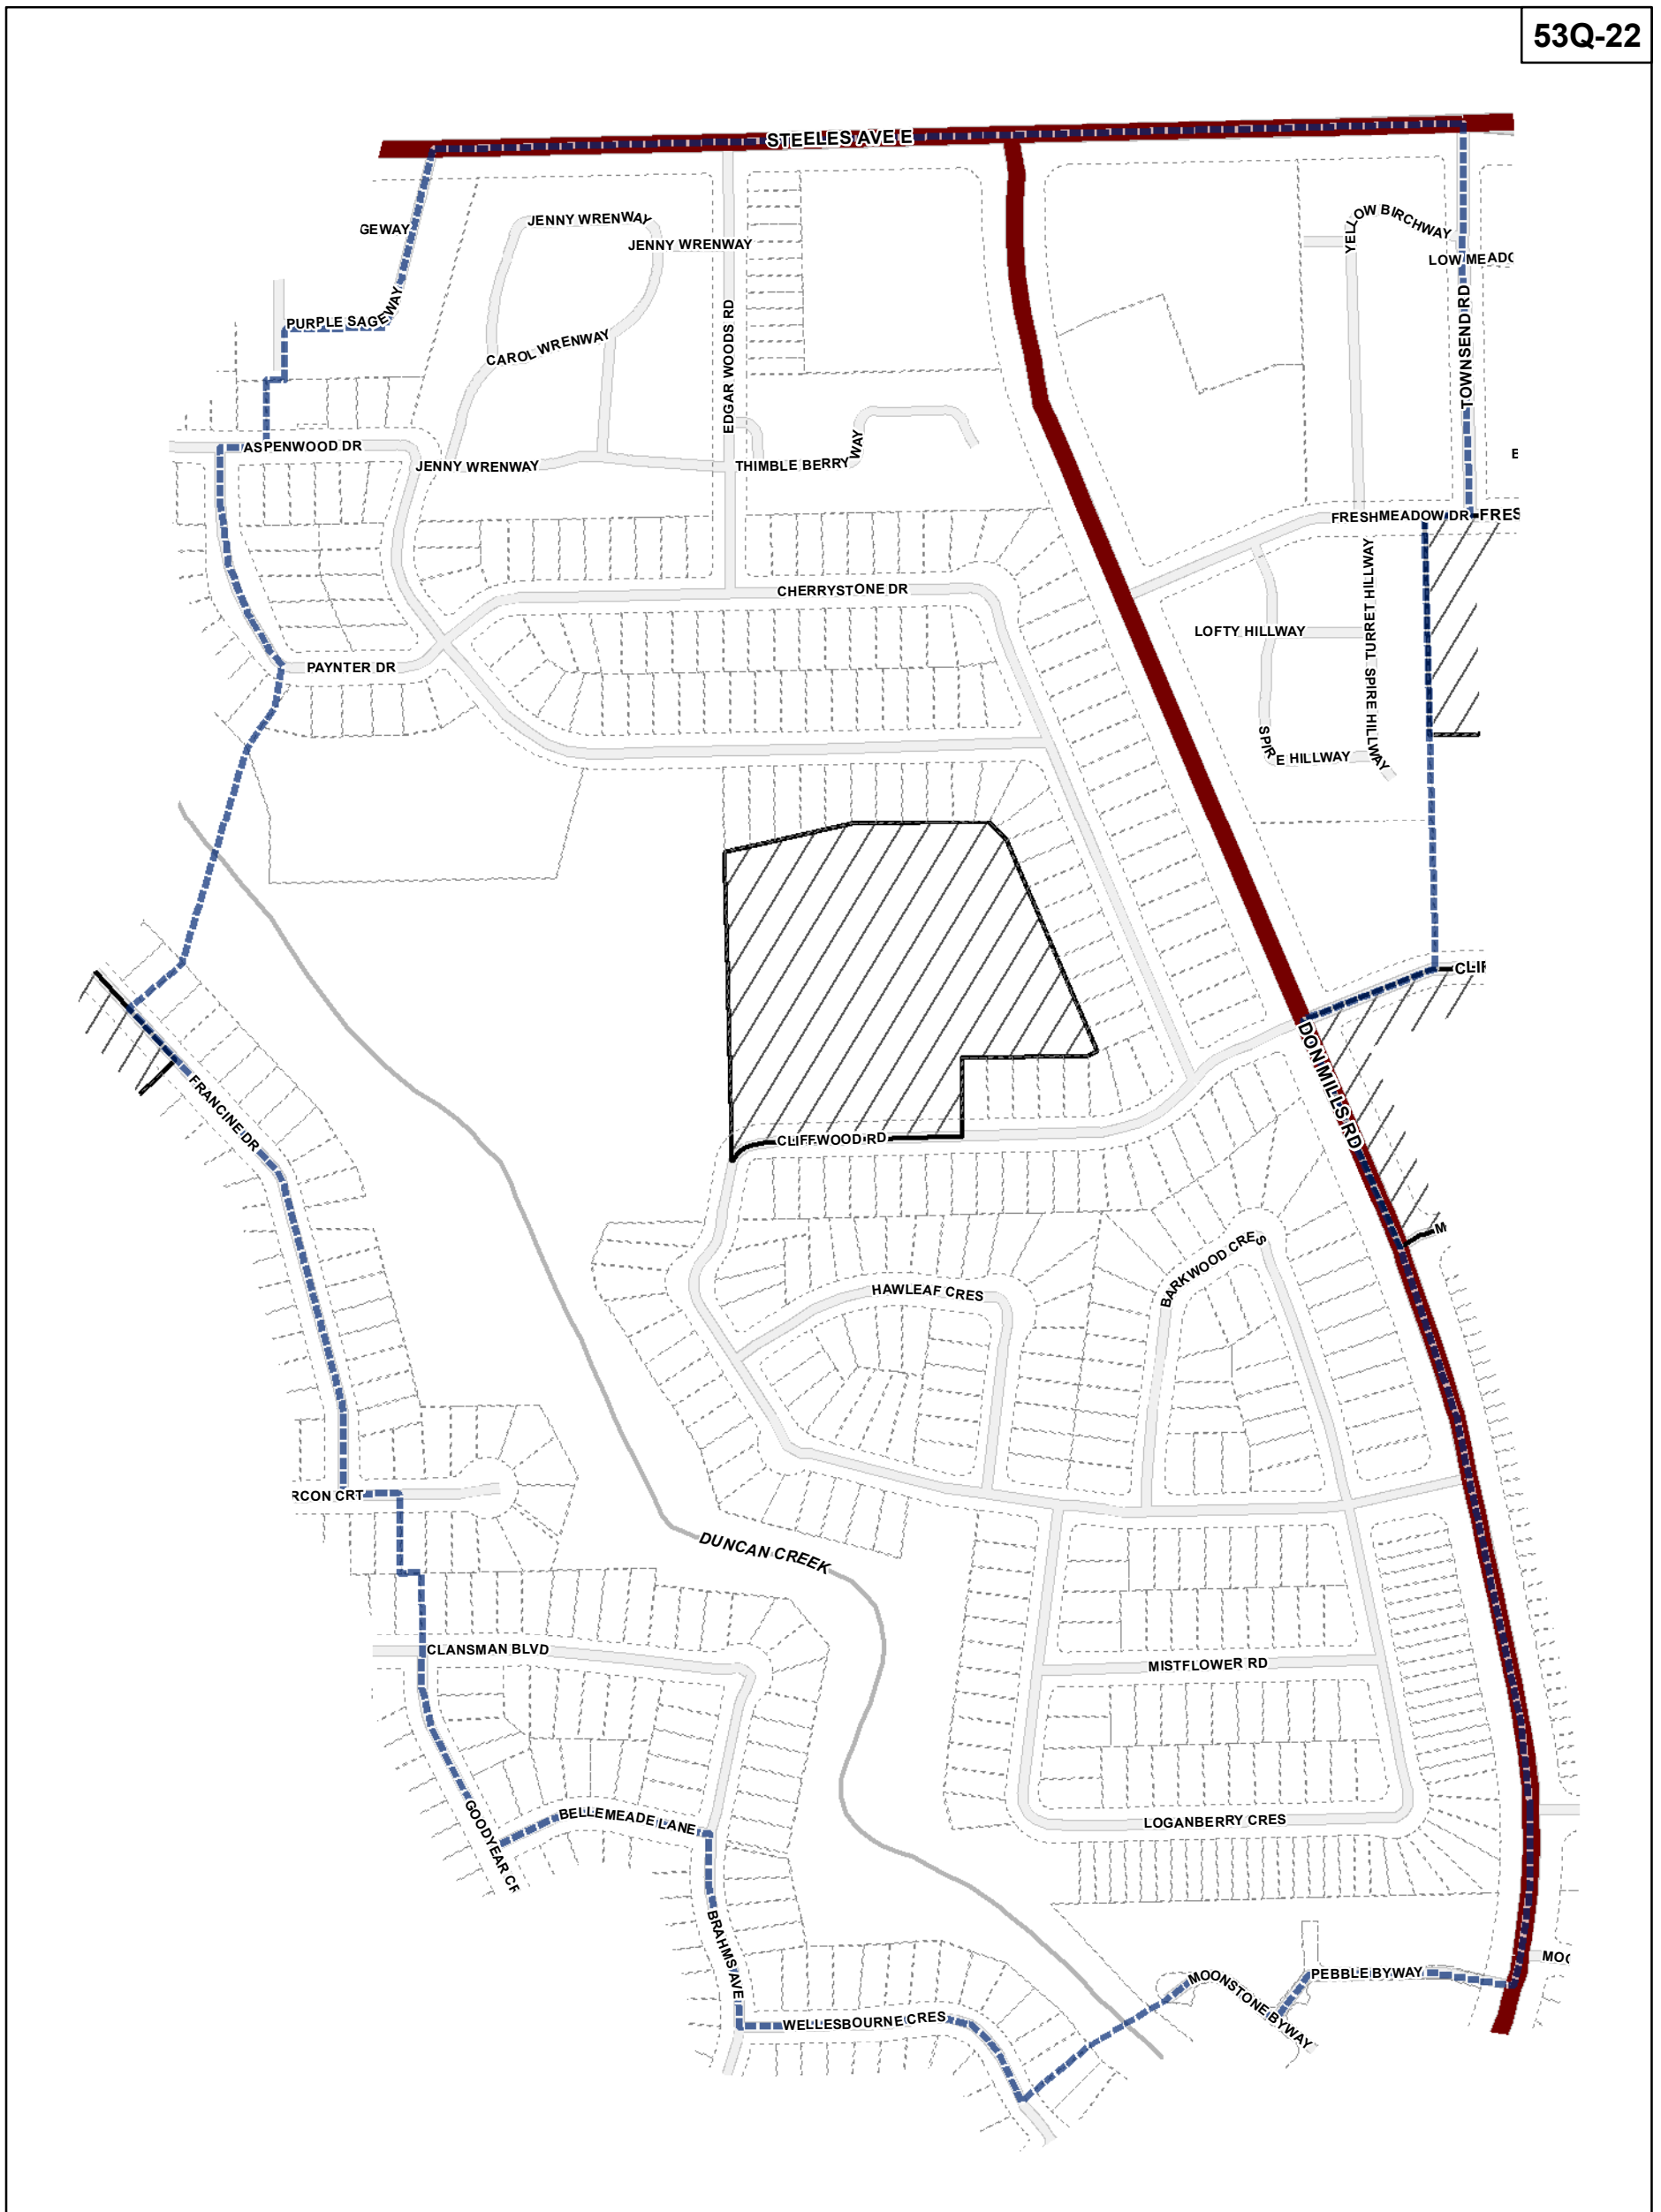 53Q-22
STEELES AVE E
GEWAY
JENNY WRENWAY
JENNY WRENWAY
YELLOW BIRCHWAY
LOW MEADO
PURPLE SAGEWAY
EDGAR WOODS RD
TOWNSEND RD
CAROL WRENWAY
ASPENWOOD DR
JENNY WRENWAY
THIMBLE BERRY WAY
E
FRESHMEADOW DR
FRES
CHERRYSTONE DR
LOFTY HILLWAY
TURRET HILLWAY
SPIRE HILLWAY
PAYNTER DR
SPIRE HILLWAY
CLIF
DON MILLS RD
FRANCINE DR
CLIFFWOOD RD
M
BARKWOOD CRES
HAWLEAF CRES
RCON CRT
DUNCAN CREEK
CLANSMAN BLVD
MISTFLOWER RD
GOODYEAR CR
BELLEMEADE LANE
LOGANBERRY CRES
BRAHMS AVE
MOO
PEBBLE BYWAY
MOONSTONE BYWAY
WELLESBOURNE CRES